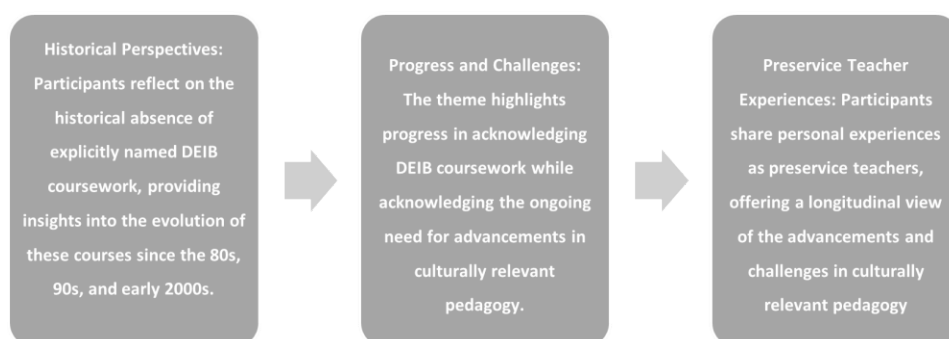 Historical Perspectives:
Participants reflect on the
historical absence of
explicitly named DEIB
coursework, providing
insights into the evolution of
these courses since the 80s,
90s, and early 2000s.
Progress and Challenges:
The theme highlights
progress in acknowledging
DEIB coursework while
acknowledging the ongoing
need for advancements in
culturally relevant
pedagogy.
Preservice Teacher
Experiences: Participants
share personal experiences
as preservice teachers,
offering a longitudinal view
of the advancements and
challenges in culturally
relevant pedagogy